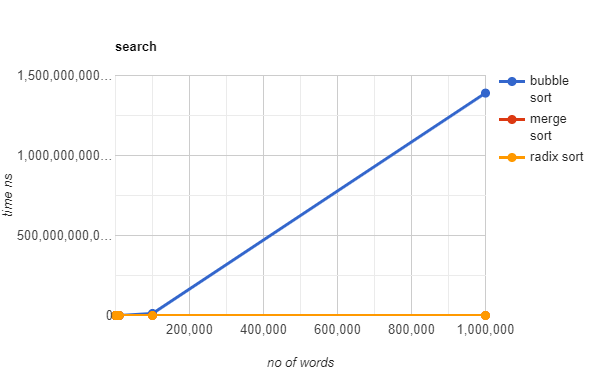 search
1,500,000,000…
1,000,000,000…
500,000,000,0…
0
time ns
200,000
400,000
600,000
800,000
1,000,000
no of words
bubble
sort
merge
sort
radix sort